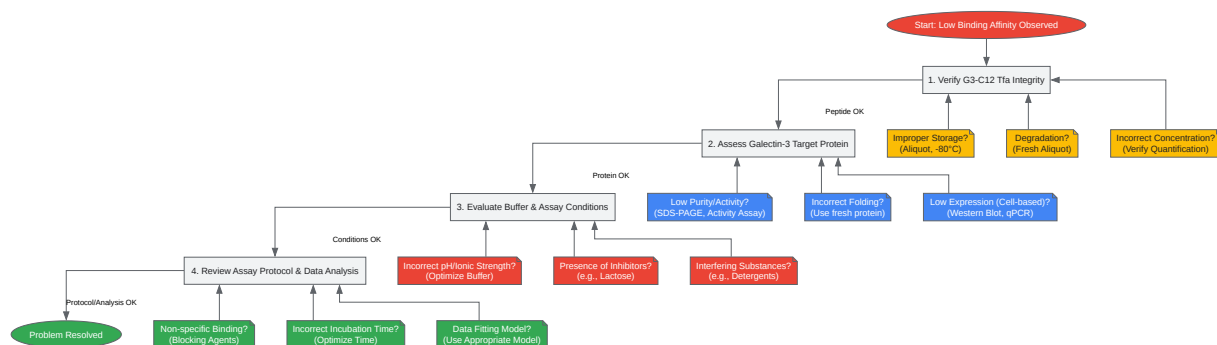 Start: Low Binding Affinity Observed
1. Verify G3-C12 Tfa Integrity
Peptide OK
Improper Storage?
(Aliquot, -80°C)
Degradation?
(Fresh Aliquot)
Incorrect Concentration?
(Verify Quantification)
2. Assess Galectin-3 Target Protein
Protein OK
Low Purity/Activity?
(SDS-PAGE, Activity Assay)
Incorrect Folding?
(Use fresh protein)
Low Expression (Cell-based)?
(Western Blot, qPCR)
3. Evaluate Buffer & Assay Conditions
Conditions OK
Incorrect pH/Ionic Strength?
(Optimize Buffer)
Presence of Inhibitors?
(e.g., Lactose)
Interfering Substances?
(e.g., Detergents)
4. Review Assay Protocol & Data Analysis
Protocol/Analysis OK
Problem Resolved
Non-specific Binding?
(Blocking Agents)
Incorrect Incubation Time?
(Optimize Time)
Data Fitting Model?
(Use Appropriate Model)